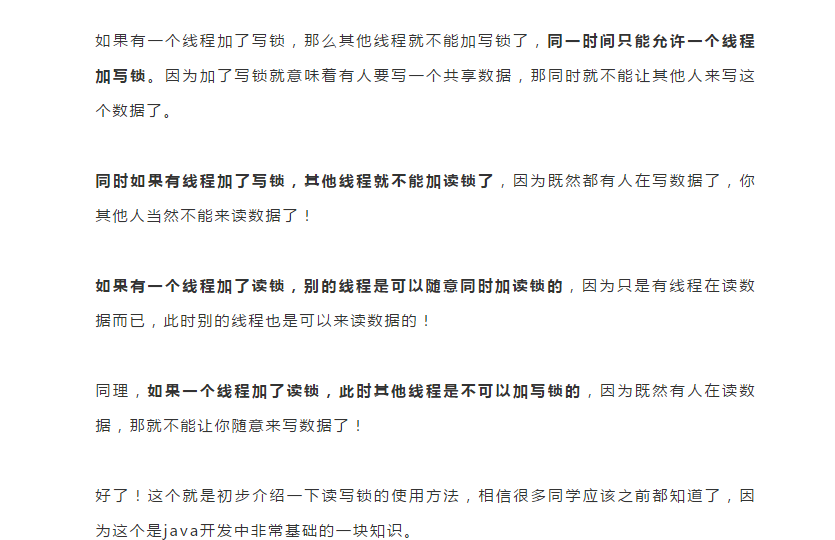 如果有一个线程加了写锁，那么其他线程就不能加写锁了，同一时间只能允许一个线程
加写锁。因为加了写锁就意味着有人要写一个共享数据，那同时就不能让其他人来写这
个数据了。
同时如果有线程加了写锁，其他线程就不能加读锁了，因为既然都有人在写数据了，你
其他人当然不能来读数据了！
如果有一个线程加了读锁，别的线程是可以随意同时加读锁的，因为只是有线程在读数
据而已，此时别的线程也是可以来读数据的！
同理，如果一个线程加了读锁，此时其他线程是不可以加写锁的，因为既然有人在读数
据，那就不能让你随意来写数据了！
好了！这个就是初步介绍一下读写锁的使用方法，相信很多同学应该之前都知道了，因
为这个是java开发中非常基础的一块知识。